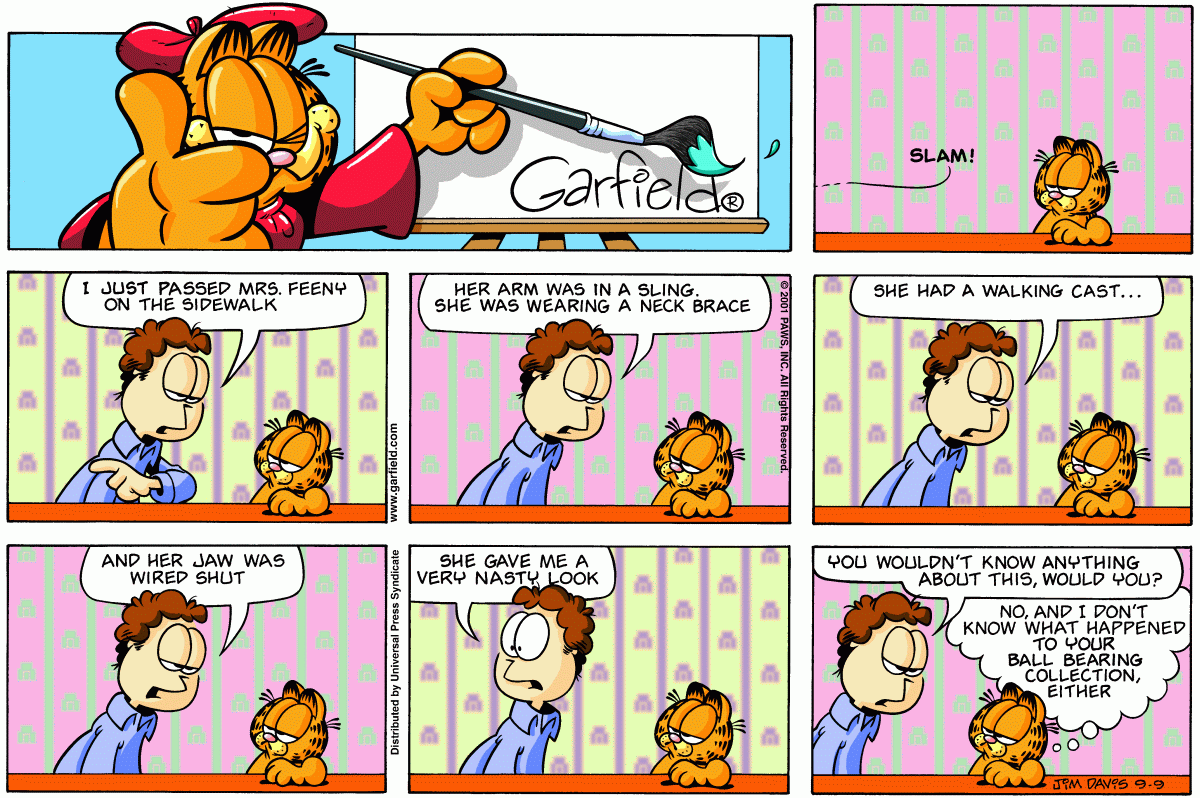 Garfield®
SLAM!
I JUST PASSED MRS. FEENY
ON THE SIDEWALK
www.garfield.com
HER ARM WAS IN A SLING.
SHE WAS WEARING A NECK BRACE
© 2001 PAWS, INC. All Rights Reserved.
SHE HAD A WALKING CAST...
AND HER JAW WAS
WIRED SHUT
Distributed by Universal Press Syndicate
SHE GAVE ME A
VERY NASTY LOOK
YOU WOULDN'T KNOW ANYTHING
ABOUT THIS, WOULD YOU?
NO, AND I DON'T
KNOW WHAT HAPPENED
TO YOUR
BALL BEARING
COLLECTION,
EITHER
JIM DAVIS 9-9